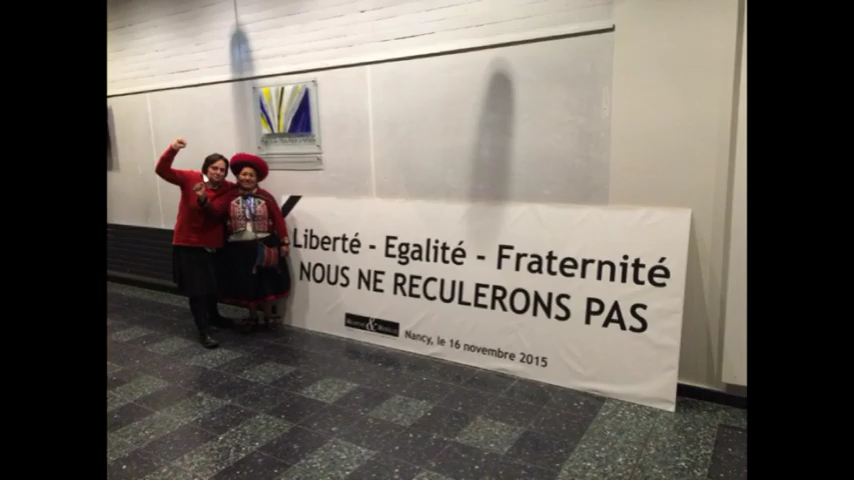 Liberté - Egalité - Fraternité
NOUS NE RECULERONS PAS
Nancy, le 16 novembre 2015